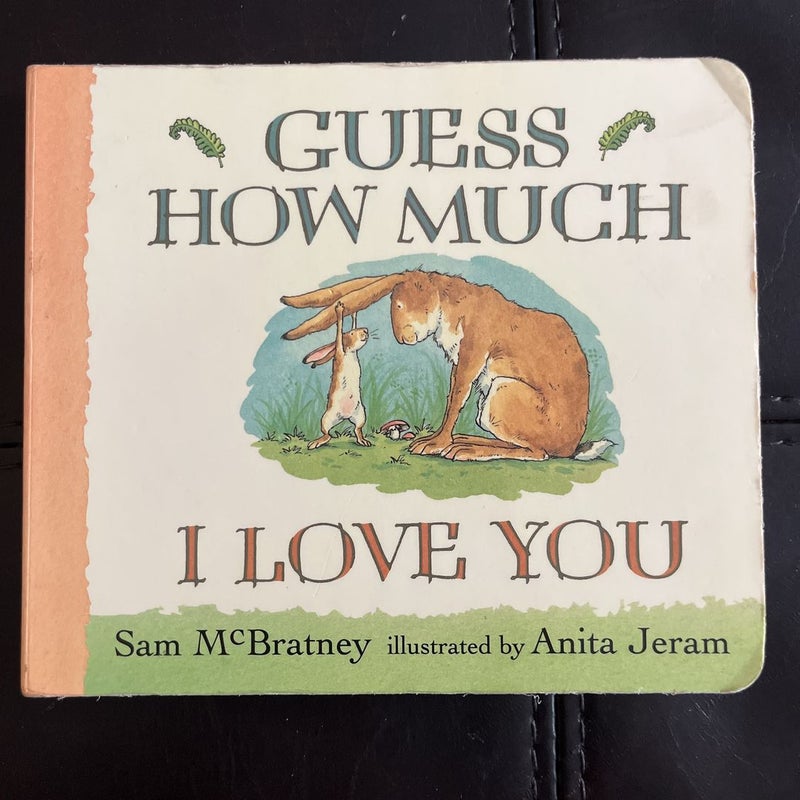 GUESS
HOW MUCH
I LOVE YOU
Sam McBratney illustrated by Anita Jeram